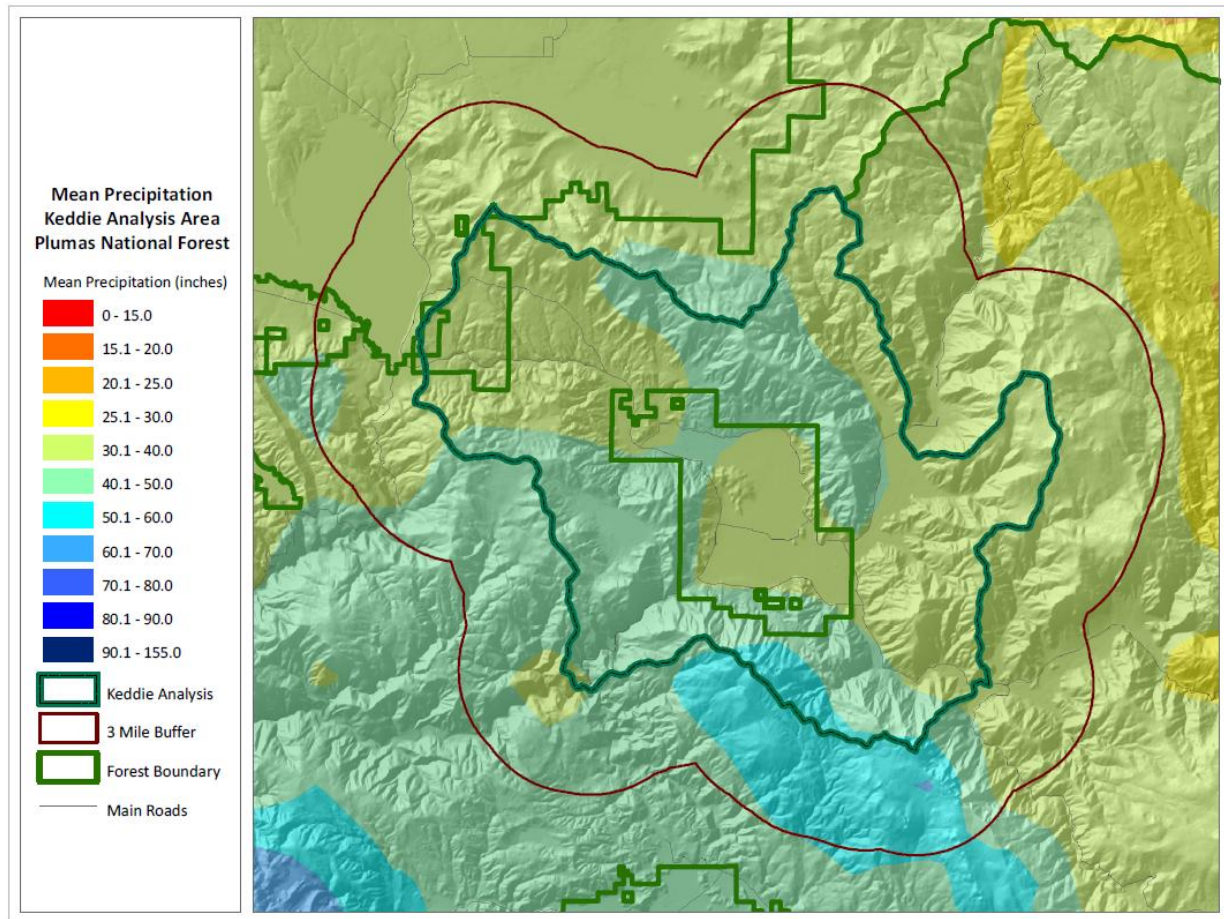 Mean Precipitation
Keddie Analysis Area
Plumas National Forest
Mean Precipitation (inches)
0 - 15.0
15.1 - 20.0
20.1 - 25.0
25.1 - 30.0
30.1 - 40.0
40.1 - 50.0
50.1 - 60.0
60.1 - 70.0
70.1 - 80.0
80.1 - 90.0
90.1 - 155.0
Keddie Analysis
3 Mile Buffer
Forest Boundary
Main Roads